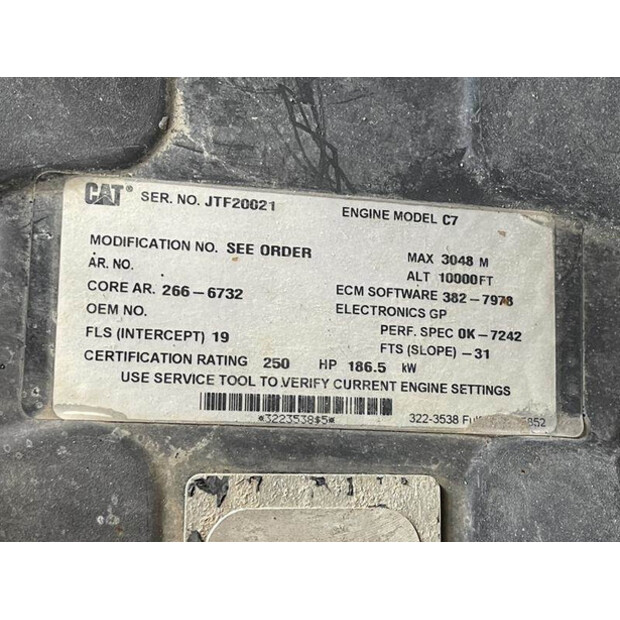 CAT® SER. NO. JTF20021 ENGINE MODEL C7
MODIFICATION NO. SEE ORDER MAX 3048 M
AR. NO. ALT 10000FT
CORE AR. 266-6732 ECM SOFTWARE 382-7978
OEM NO. ELECTRONICS GP
FLS (INTERCEPT) 19 PERF. SPEC 0K-7242
FTS (SLOPE) -31
CERTIFICATION RATING 250 HP 186.5 kW
USE SERVICE TOOL TO VERIFY CURRENT ENGINE SETTINGS
*3223538$5* 322-3538